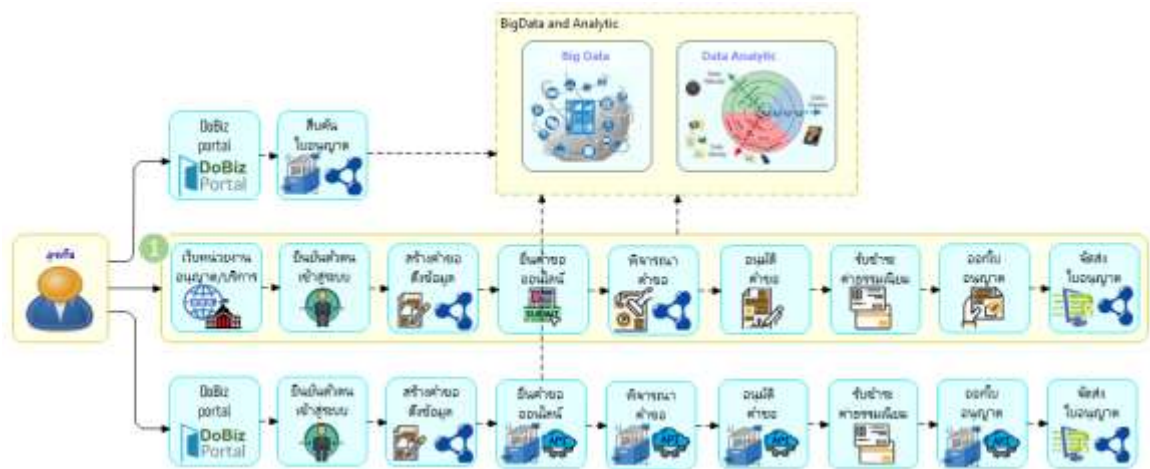 BigData and Analytic
Big Data
Data Analytic
DoBiz
portal
DoBiz
Portal
สืบค้น
ใบอนุญาต
1
เว็บหน่วยงาน
อนุญาต/บริการ
ยืนยันตัวตน
เข้าสู่ระบบ
สร้างคำขอ
ดึงข้อมูล
ยื่นคำขอ
ออนไลน์
SUBMIT
พิจารณา
คำขอ
อนุมัติ
คำขอ
รับชำระ
ค่าธรรมเนียม
ออกใบ
อนุญาต
จัดส่ง
ใบอนุญาต
DoBiz
portal
DoBiz
Portal
ยืนยันตัวตน
เข้าสู่ระบบ
สร้างคำขอ
ดึงข้อมูล
ยื่นคำขอ
ออนไลน์
API
พิจารณา
คำขอ
API
อนุมัติ
คำขอ
API
รับชำระ
ค่าธรรมเนียม
ออกใบ
อนุญาต
API
จัดส่ง
ใบอนุญาต